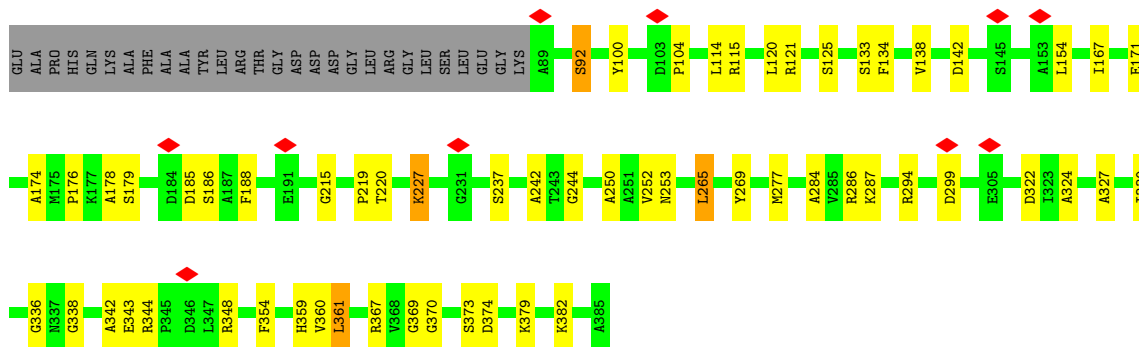 GLU ALA PRO HIS GLN LYS ALA PHE ALA ALA TYR LEU ARG THR GLY ASP ASP ASP GLY LEU ARG GLY LEU SER LEU GLU GLY LYS A89 S92 Y100 D103 P104 L114 R115 L120 R121 S125 S133 F134 V138 D142 S145 A153 L154 I167 E171
A174 M175 P176 K177 A178 S179 D184 D185 S186 A187 F188 E191 G215 P219 T220 K227 G231 S237 A242 T243 G244 A250 A251 V252 N253 L265 Y269 M277 A284 V285 R286 K287 R294 D299 E305 D322 I323 A324 A327
G336 N337 G338 A342 E343 R344 P345 D346 L347 R348 F354 H359 V360 L361 R367 V368 G369 G370 S373 D374 K379 K382 A385